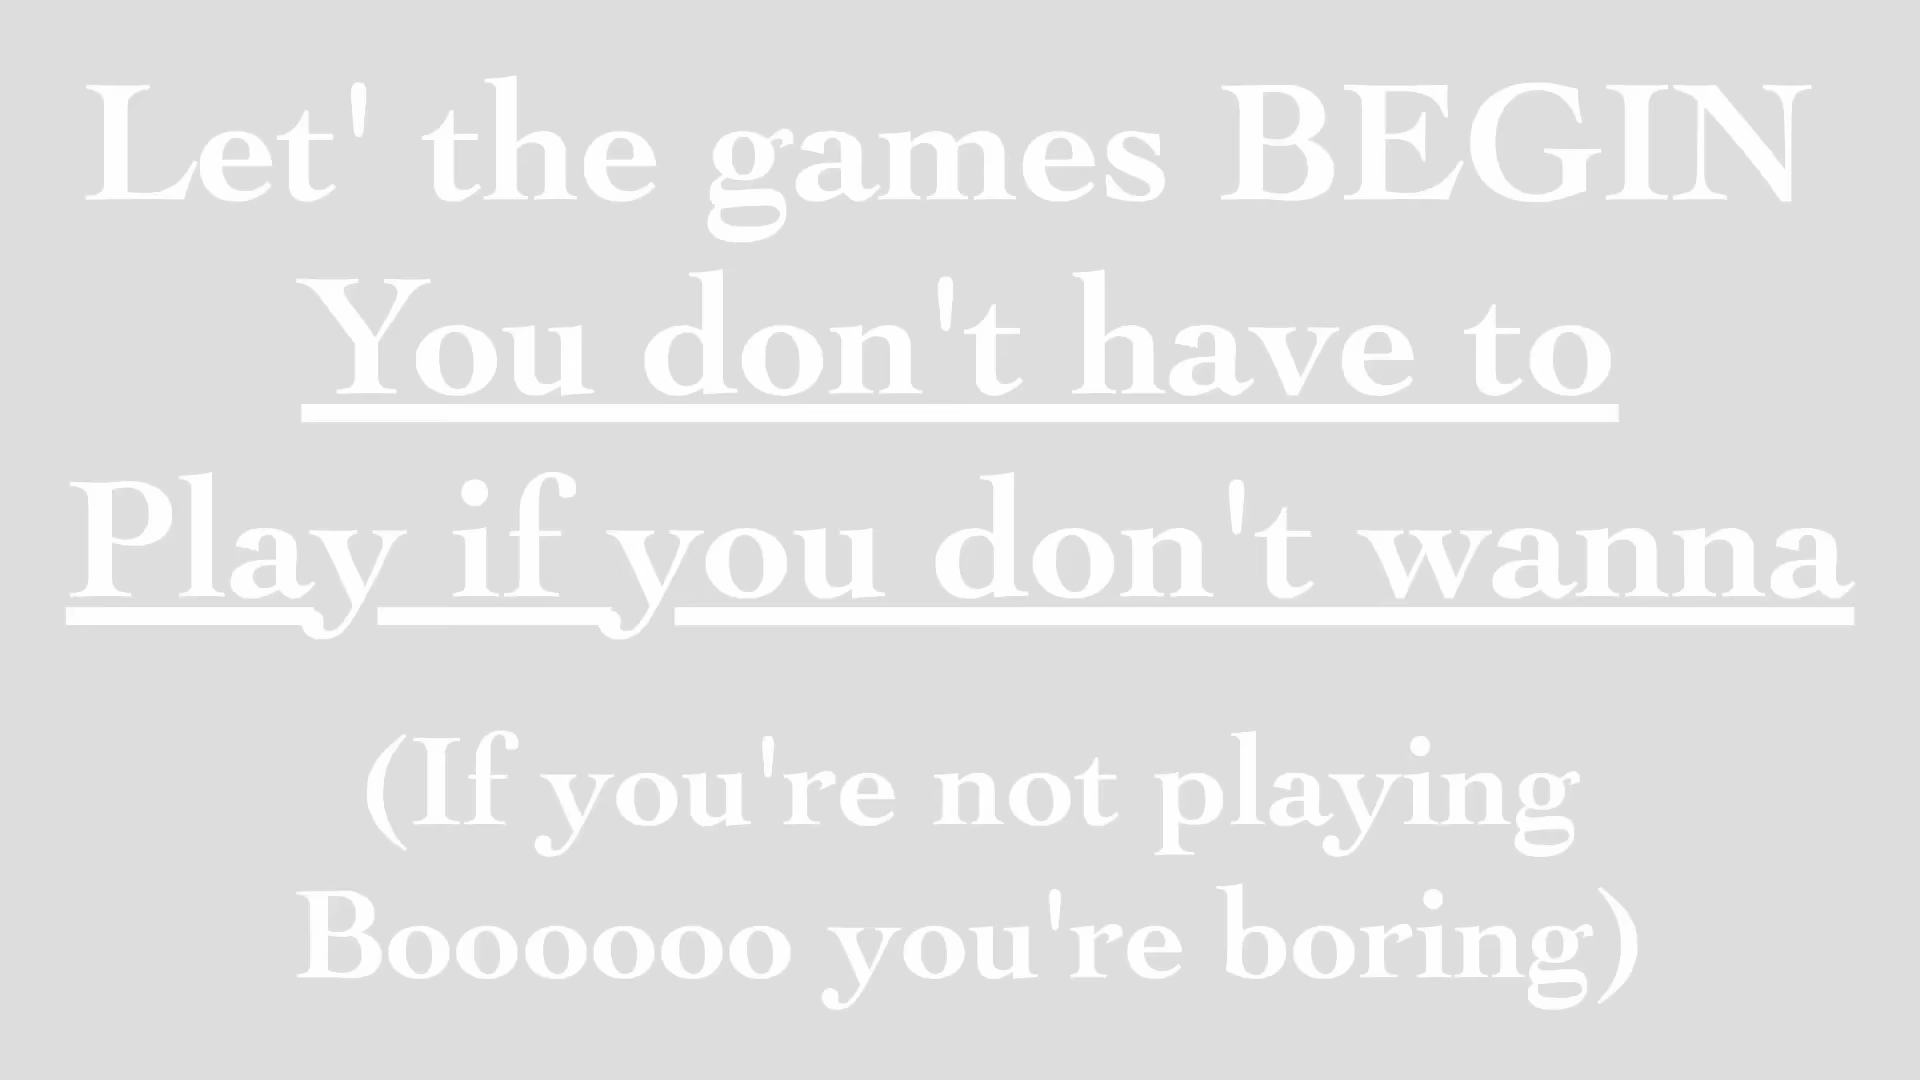 Let' the games BEGIN
You don't have to
Play if you don't wanna
(If you're not playing
Boooooo you're boring)